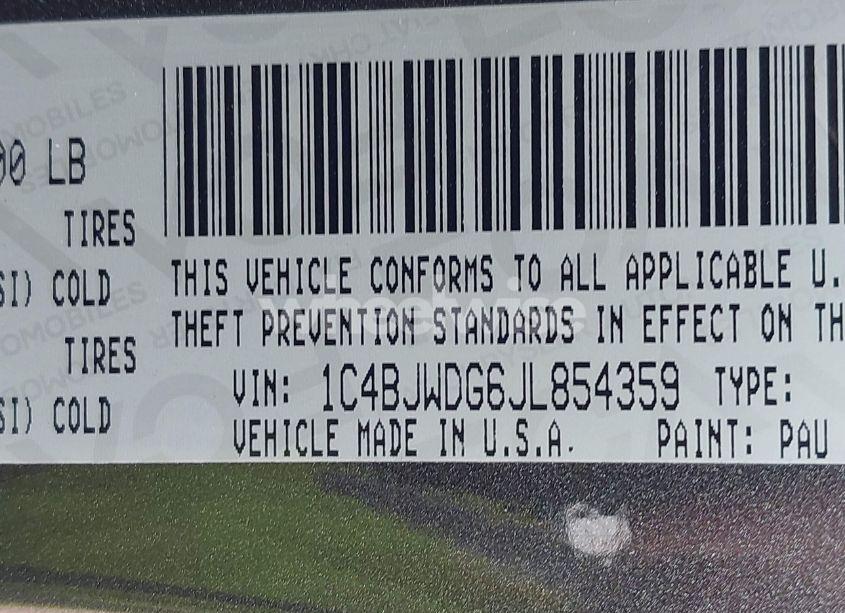 00 LB
TIRES
SI) COLD
TIRES
SI) COLD
THIS VEHICLE CONFORMS TO ALL APPLICABLE U.
THEFT PREVENTION STANDARDS IN EFFECT ON TH
VIN: 1C4BJWDG6JL854359 TYPE:
VEHICLE MADE IN U.S.A. PAINT: PAU
wheelwise